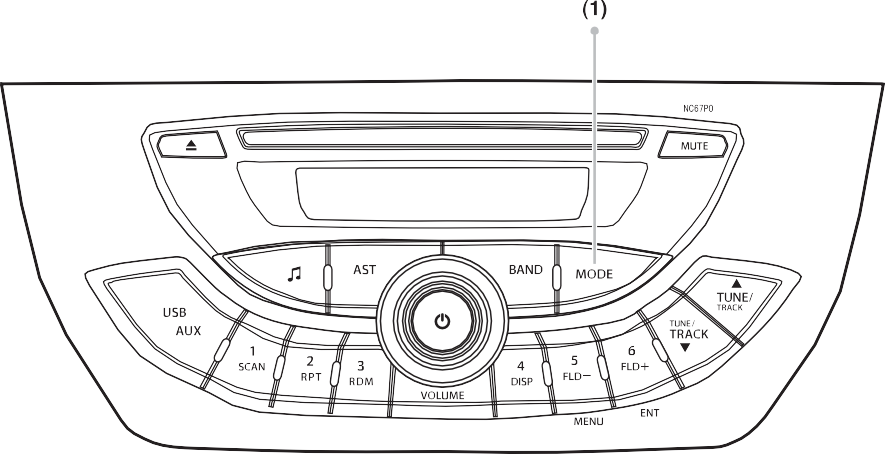 (1)
NC67P0
MUTE
AST
BAND
MODE
USB
AUX
TUNE/
TRACK
TUNE/
TRACK
1
SCAN
2
RPT
3
RDM
4
DISP
5
FLD−
6
FLD+
VOLUME
MENU
ENT